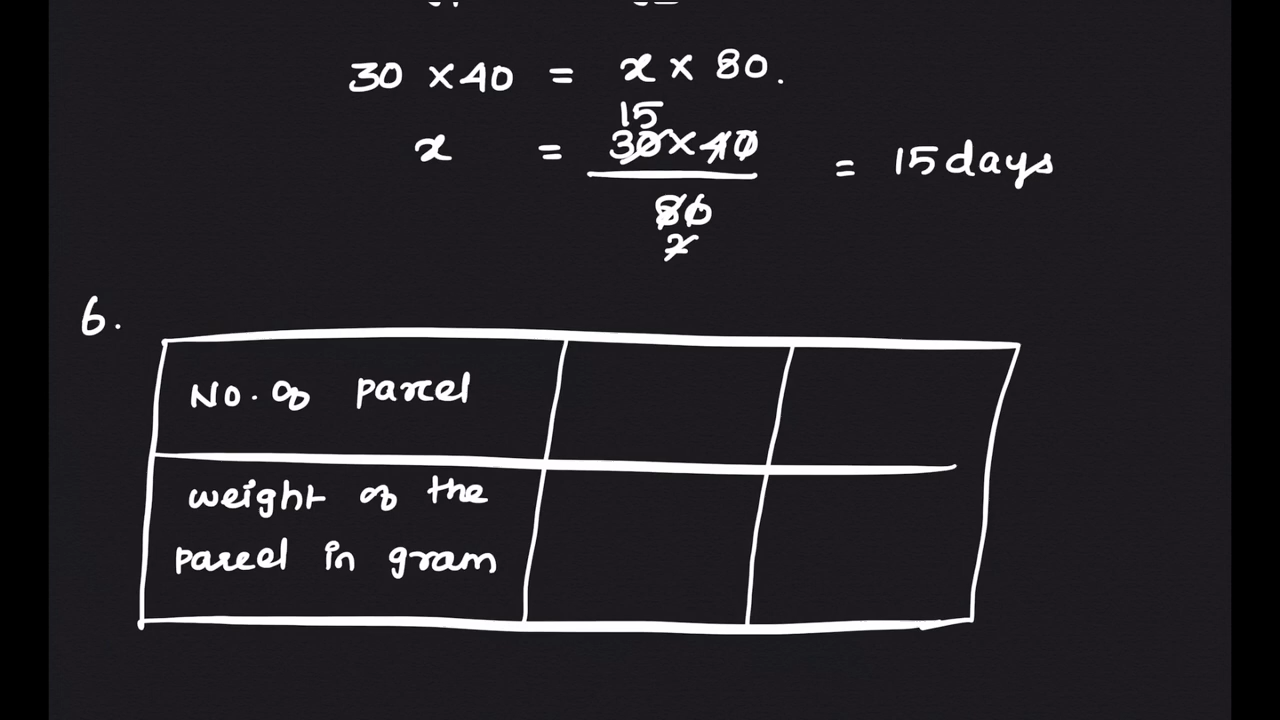 30 × 40 = x × 80.
15
x = 30 × 40 = 15 days
80
2
6.
No. of parcel
weight of the
parcel in gram